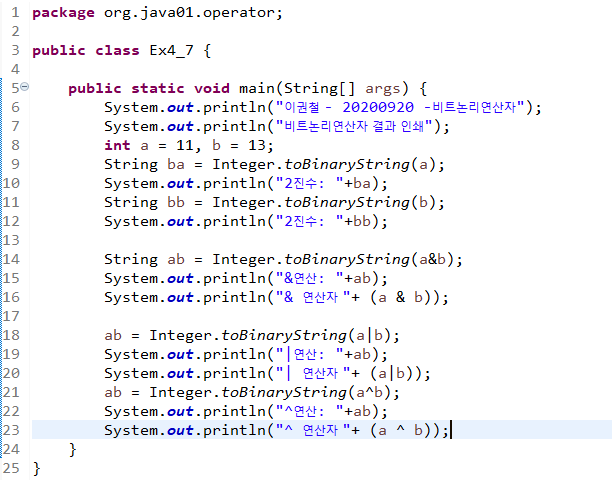 1 package org.java01.operator;
2
3 public class Ex4_7 {
4
5 public static void main(String[] args) {
6 System.out.println("이권철 - 20200920 -비트논리연산자");
7 System.out.println("비트논리연산자 결과 인쇄");
8 int a = 11, b = 13;
9 String ba = Integer.toBinaryString(a);
10 System.out.println("2진수: "+ba);
11 String bb = Integer.toBinaryString(b);
12 System.out.println("2진수: "+bb);
13
14 String ab = Integer.toBinaryString(a&b);
15 System.out.println("&연산: "+ab);
16 System.out.println("& 연산자 "+ (a & b));
17
18 ab = Integer.toBinaryString(a|b);
19 System.out.println("|연산: "+ab);
20 System.out.println("| 연산자 "+ (a|b));
21 ab = Integer.toBinaryString(a^b);
22 System.out.println("^연산: "+ab);
23 System.out.println("^ 연산자 "+ (a ^ b));
24 }
25 }